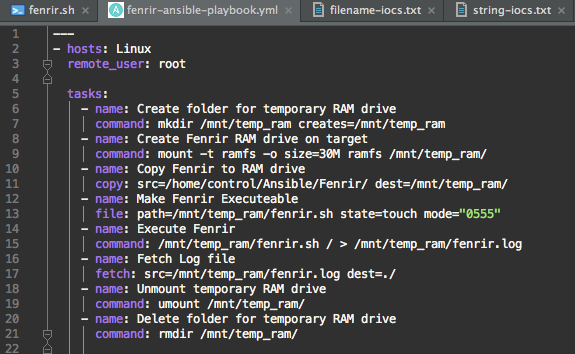 fenrir.sh × fenrir-ansible-playbook.yml × filename-iocs.txt × string-iocs.txt ×
1 ---
2 - hosts: Linux
3 remote_user: root
4
5 tasks:
6 - name: Create folder for temporary RAM drive
7 command: mkdir /mnt/temp_ram creates=/mnt/temp_ram
8 - name: Create Fenrir RAM drive on target
9 command: mount -t ramfs -o size=30M ramfs /mnt/temp_ram/
10 - name: Copy Fenrir to RAM drive
11 copy: src=/home/control/Ansible/Fenrir/ dest=/mnt/temp_ram/
12 - name: Make Fenrir Executeable
13 file: path=/mnt/temp_ram/fenrir.sh state=touch mode="0555"
14 - name: Execute Fenrir
15 command: /mnt/temp_ram/fenrir.sh / > /mnt/temp_ram/fenrir.log
16 - name: Fetch Log file
17 fetch: src=/mnt/temp_ram/fenrir.log dest=./
18 - name: Unmount temporary RAM drive
19 command: umount /mnt/temp_ram/
20 - name: Delete folder for temporary RAM drive
21 command: rmdir /mnt/temp_ram/
22